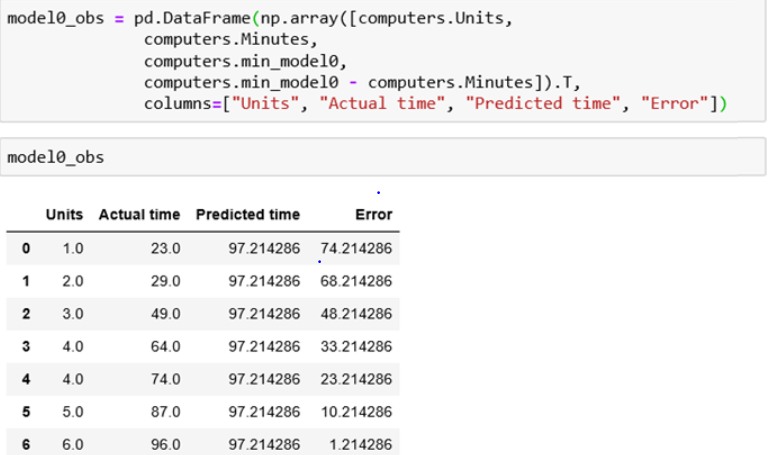 model0_obs = pd.DataFrame(np.array([computers.Units,
computers.Minutes,
computers.min_model0,
computers.min_model0 - computers.Minutes]).T,
columns=["Units", "Actual time", "Predicted time", "Error"])
model0_obs
Units Actual time Predicted time Error
0 1.0 23.0 97.214286 74.214286
1 2.0 29.0 97.214286 68.214286
2 3.0 49.0 97.214286 48.214286
3 4.0 64.0 97.214286 33.214286
4 4.0 74.0 97.214286 23.214286
5 5.0 87.0 97.214286 10.214286
6 6.0 96.0 97.214286 1.214286